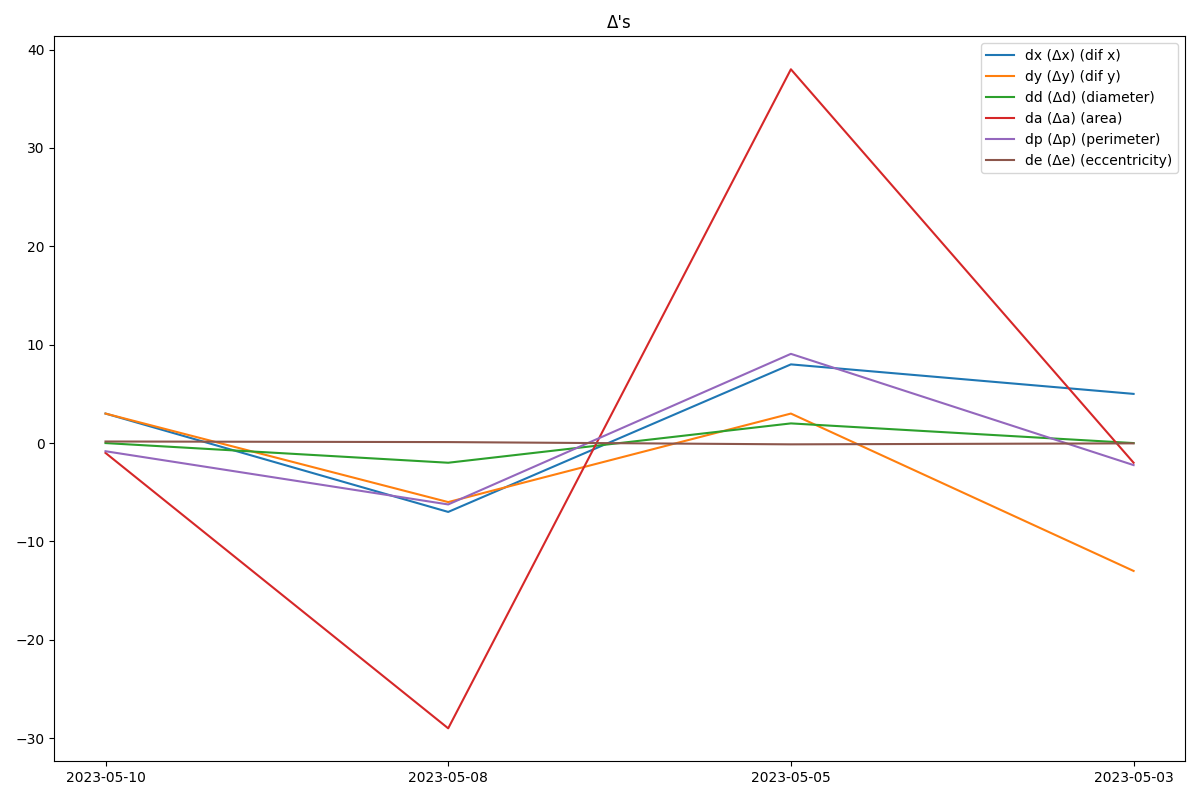 Δ's
40
30
20
10
0
−10
−20
−30
dx (Δx) (dif x)
dy (Δy) (dif y)
dd (Δd) (diameter)
da (Δa) (area)
dp (Δp) (perimeter)
de (Δe) (eccentricity)
2023-05-10
2023-05-08
2023-05-05
2023-05-03